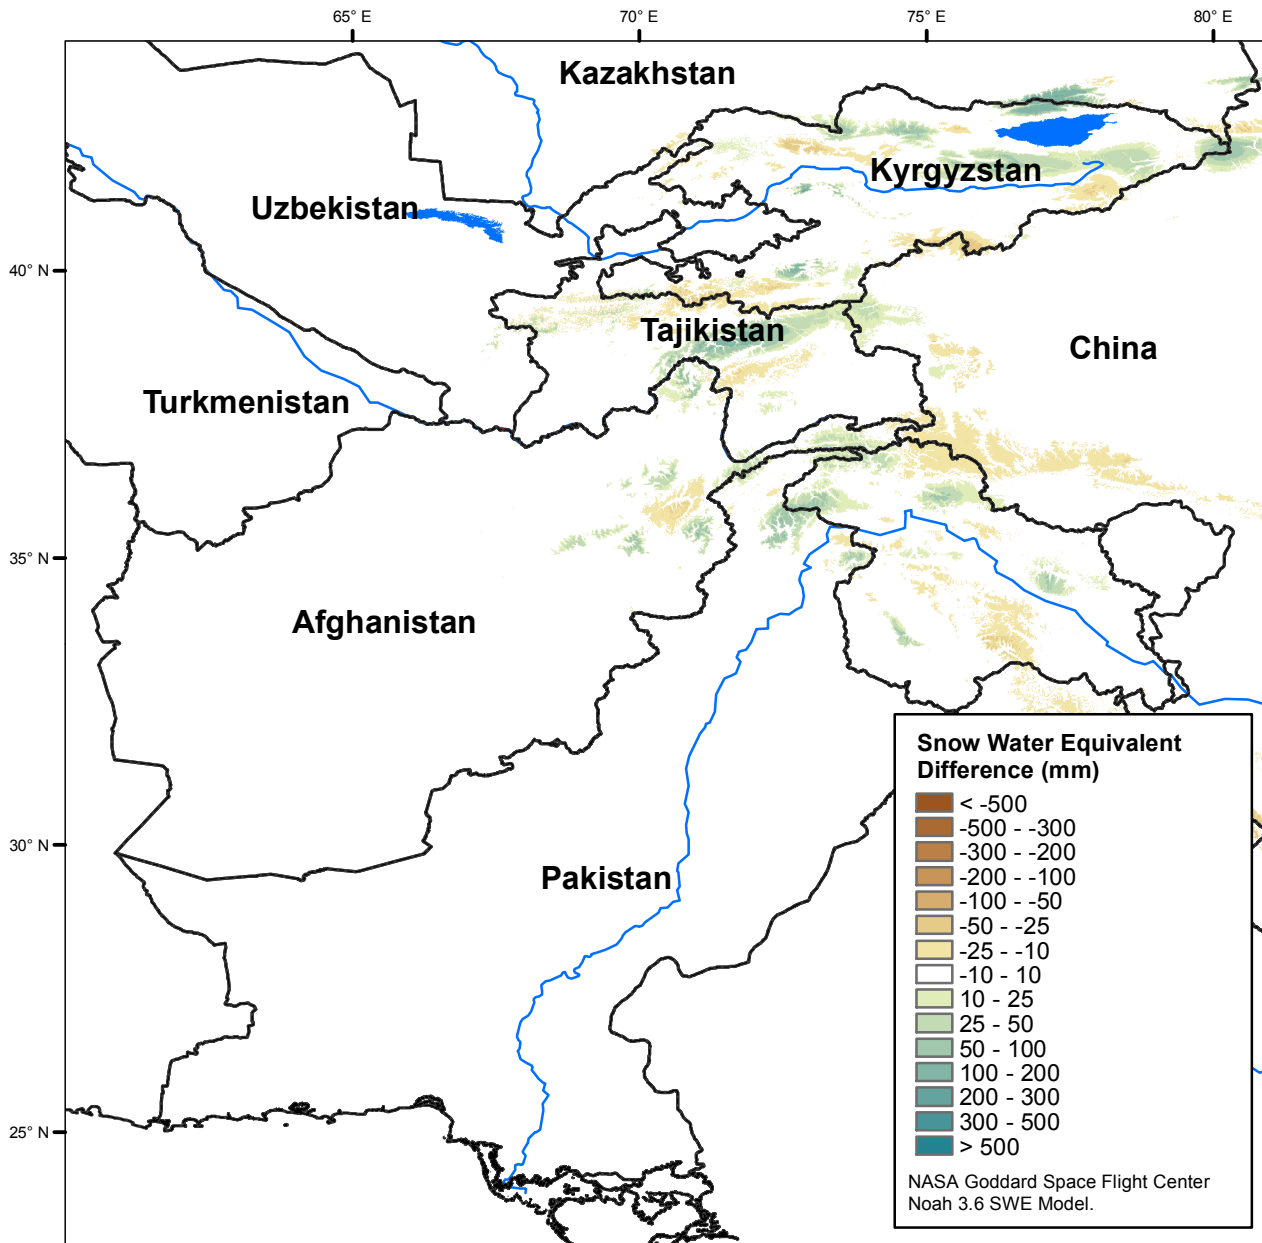 65° E
70° E
75° E
80° E
Kazakhstan
Kyrgyzstan
Uzbekistan
40° N
Tajikistan
China
Turkmenistan
35° N
Afghanistan
Snow Water Equivalent
Difference (mm)
< -500
-500 - -300
-300 - -200
-200 - -100
-100 - -50
-50 - -25
-25 - -10
-10 - 10
10 - 25
25 - 50
50 - 100
100 - 200
200 - 300
300 - 500
> 500
NASA Goddard Space Flight Center
Noah 3.6 SWE Model.
30° N
Pakistan
25° N